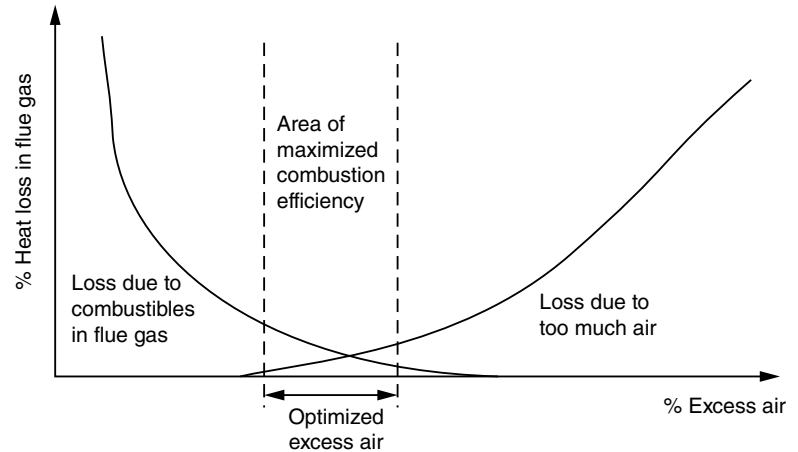 % Heat loss in flue gas
Area of
maximized
combustion
efficiency
Loss due to
combustibles
in flue gas
Loss due to
too much air
% Excess air
Optimized
excess air